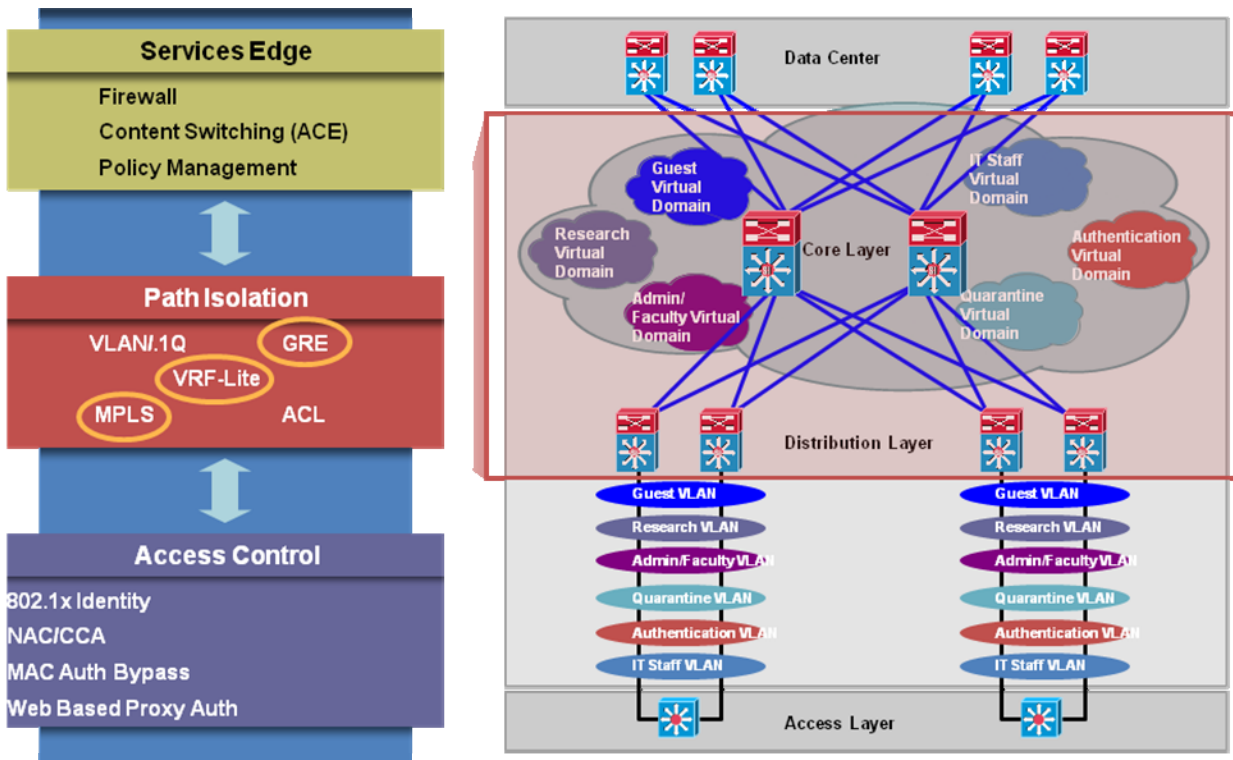 Services Edge
Firewall
Content Switching (ACE)
Policy Management
Path Isolation
VLAN/.1Q
GRE
VRF-Lite
MPLS
ACL
Access Control
802.1x Identity
NAC/CCA
MAC Auth Bypass
Web Based Proxy Auth
Data Center
Guest
Virtual
Domain
IT Staff
Virtual
Domain
Research
Virtual
Domain
Core Layer
Authentication
Virtual
Domain
Admin/
Faculty Virtual
Domain
Quarantine
Virtual
Domain
Distribution Layer
Guest VLAN
Research VLAN
Admin/Faculty VLAN
Quarantine VLAN
Authentication VLAN
IT Staff VLAN
Guest VLAN
Research VLAN
Admin/Faculty VLAN
Quarantine VLAN
Authentication VLAN
IT Staff VLAN
Access Layer